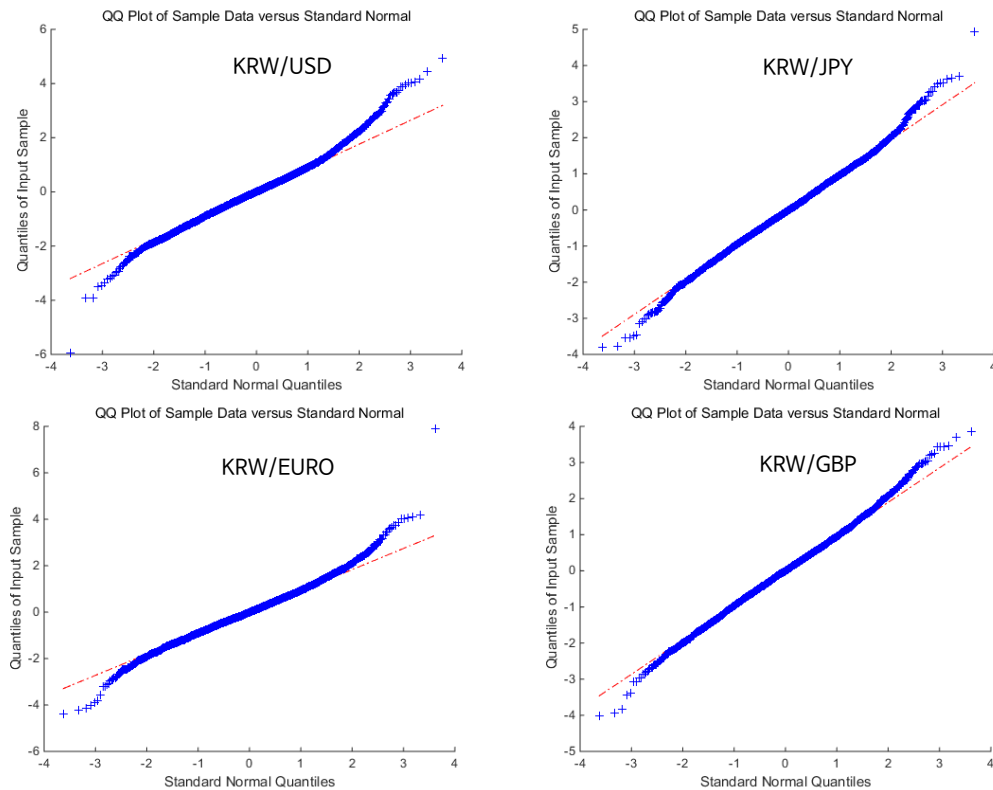 QQ Plot of Sample Data versus Standard Normal
KRW/USD
Quantiles of Input Sample
6
4
2
0
-2
-4
-6
-4 -3 -2 -1 0 1 2 3 4
Standard Normal Quantiles
QQ Plot of Sample Data versus Standard Normal
KRW/JPY
Quantiles of Input Sample
5
4
3
2
1
0
-1
-2
-3
-4
-4 -3 -2 -1 0 1 2 3 4
Standard Normal Quantiles
QQ Plot of Sample Data versus Standard Normal
KRW/EURO
Quantiles of Input Sample
8
6
4
2
0
-2
-4
-6
-4 -3 -2 -1 0 1 2 3 4
Standard Normal Quantiles
QQ Plot of Sample Data versus Standard Normal
KRW/GBP
Quantiles of Input Sample
4
3
2
1
0
-1
-2
-3
-4
-5
-4 -3 -2 -1 0 1 2 3 4
Standard Normal Quantiles